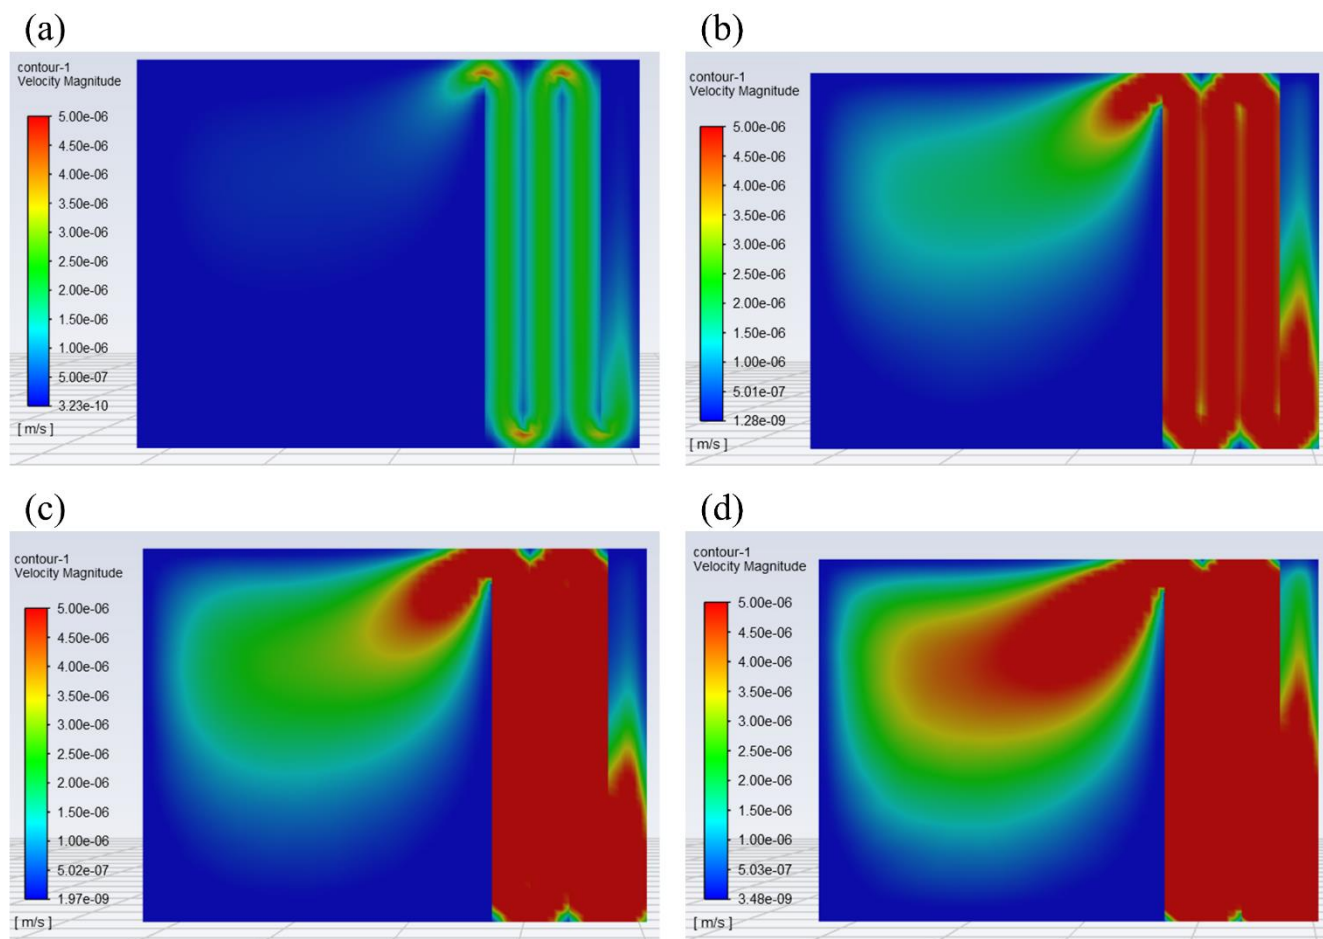 (a)
contour-1
Velocity Magnitude
5.00e-06
4.50e-06
4.00e-06
3.50e-06
3.00e-06
2.50e-06
2.00e-06
1.50e-06
1.00e-06
5.00e-07
3.23e-10
[ m/s ]
(b)
contour-1
Velocity Magnitude
5.00e-06
4.50e-06
4.00e-06
3.50e-06
3.00e-06
2.50e-06
2.00e-06
1.50e-06
1.00e-06
5.01e-07
1.28e-09
[ m/s ]
(c)
contour-1
Velocity Magnitude
5.00e-06
4.50e-06
4.00e-06
3.50e-06
3.00e-06
2.50e-06
2.00e-06
1.50e-06
1.00e-06
5.02e-07
1.97e-09
[ m/s ]
(d)
contour-1
Velocity Magnitude
5.00e-06
4.50e-06
4.00e-06
3.50e-06
3.00e-06
2.50e-06
2.00e-06
1.50e-06
1.00e-06
5.03e-07
3.48e-09
[ m/s ]